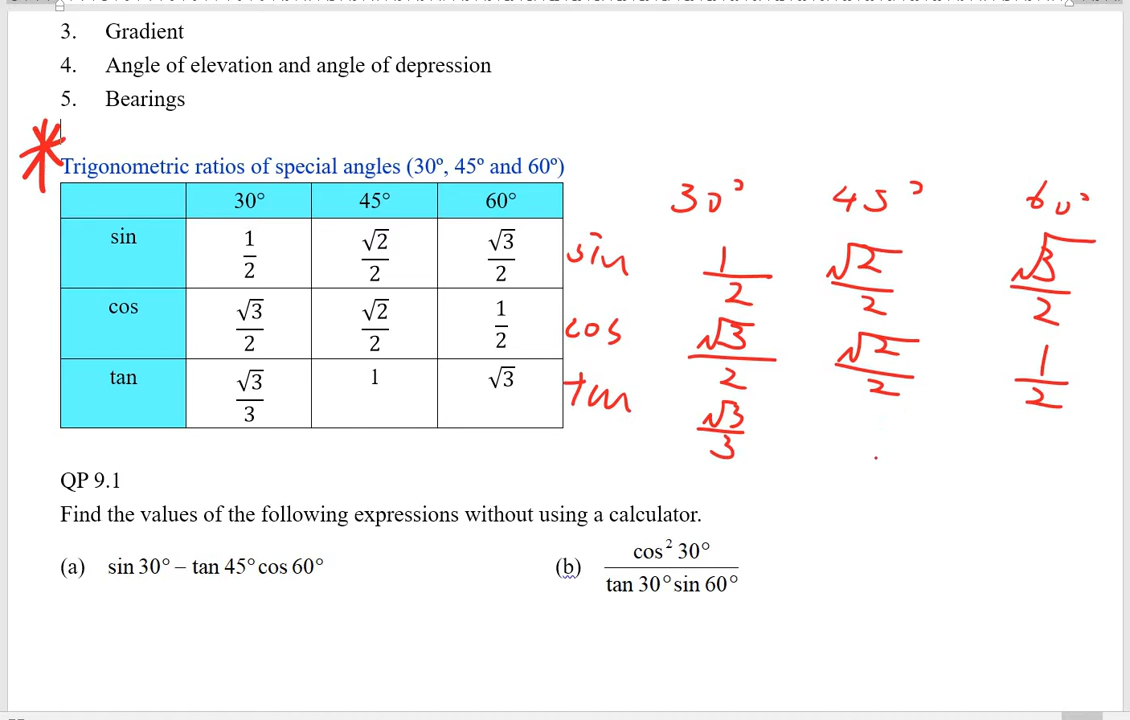 3. Gradient
4. Angle of elevation and angle of depression
5. Bearings
Trigonometric ratios of special angles (30º, 45º and 60º)
30° 45° 60°
sin 1/2 √2/2 √3/2
cos √3/2 √2/2 1/2
tan √3/3 1 √3
30° 45° 60°
sin 1/2 √2/2 √3/2
cos √3/2 √2/2 1/2
tan √3/3
QP 9.1
Find the values of the following expressions without using a calculator.
(a) sin 30° – tan 45° cos 60°
(b) cos² 30° / tan 30° sin 60°